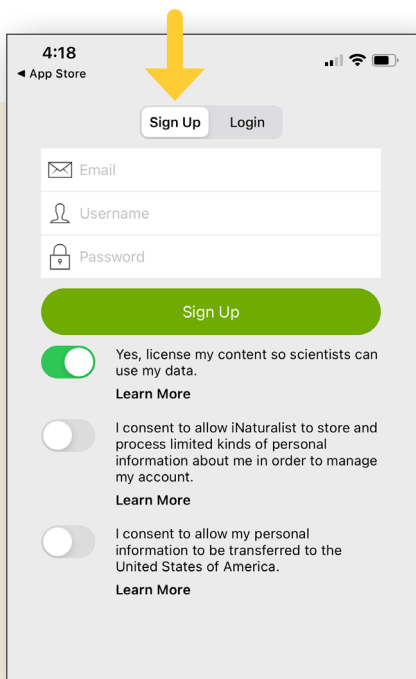 4:18
◀ App Store
Sign Up Login
Email
Username
Password
Sign Up
Yes, license my content so scientists can
use my data.
Learn More
I consent to allow iNaturalist to store and
process limited kinds of personal
information about me in order to manage
my account.
Learn More
I consent to allow my personal
information to be transferred to the
United States of America.
Learn More